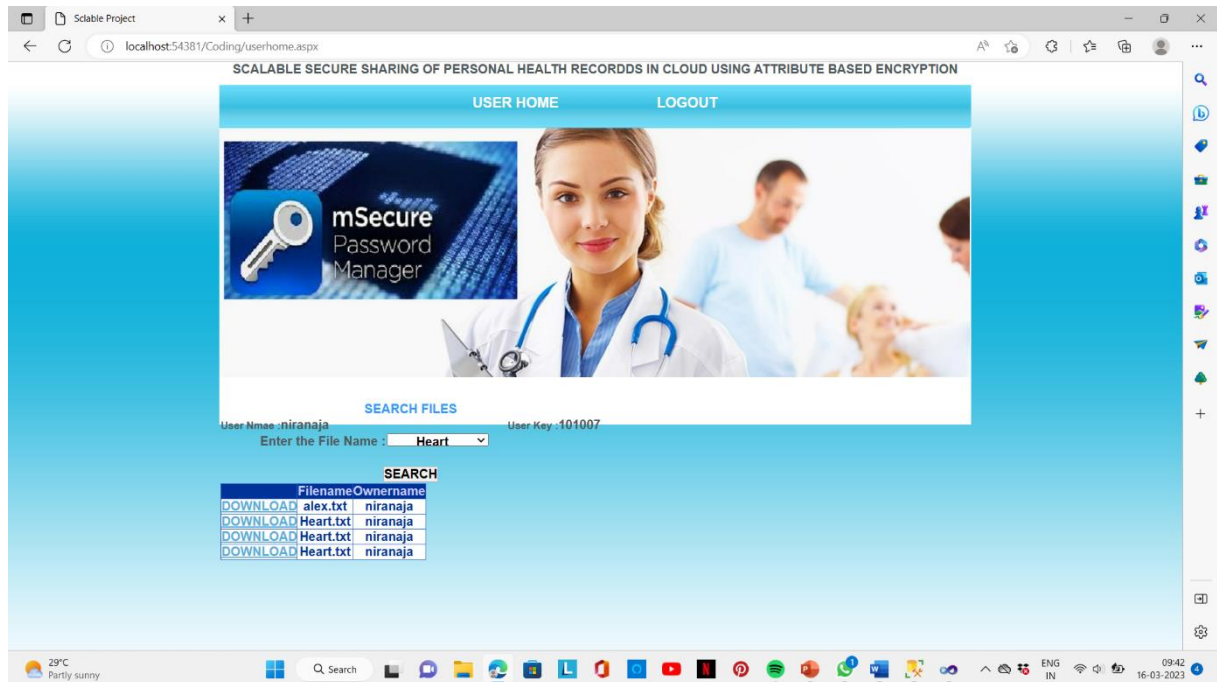 Sclable Project
localhost:54381/Coding/userhome.aspx
SCALABLE SECURE SHARING OF PERSONAL HEALTH RECORDDS IN CLOUD USING ATTRIBUTE BASED ENCRYPTION
USER HOME LOGOUT
mSecure
Password
Manager
SEARCH FILES
User Nmae :niranaja User Key :101007
Enter the File Name : Heart
SEARCH
Filename Ownername
DOWNLOAD alex.txt niranaja
DOWNLOAD Heart.txt niranaja
DOWNLOAD Heart.txt niranaja
DOWNLOAD Heart.txt niranaja
29°C
Partly sunny
Search
ENG
IN
09:42
16-03-2023
4